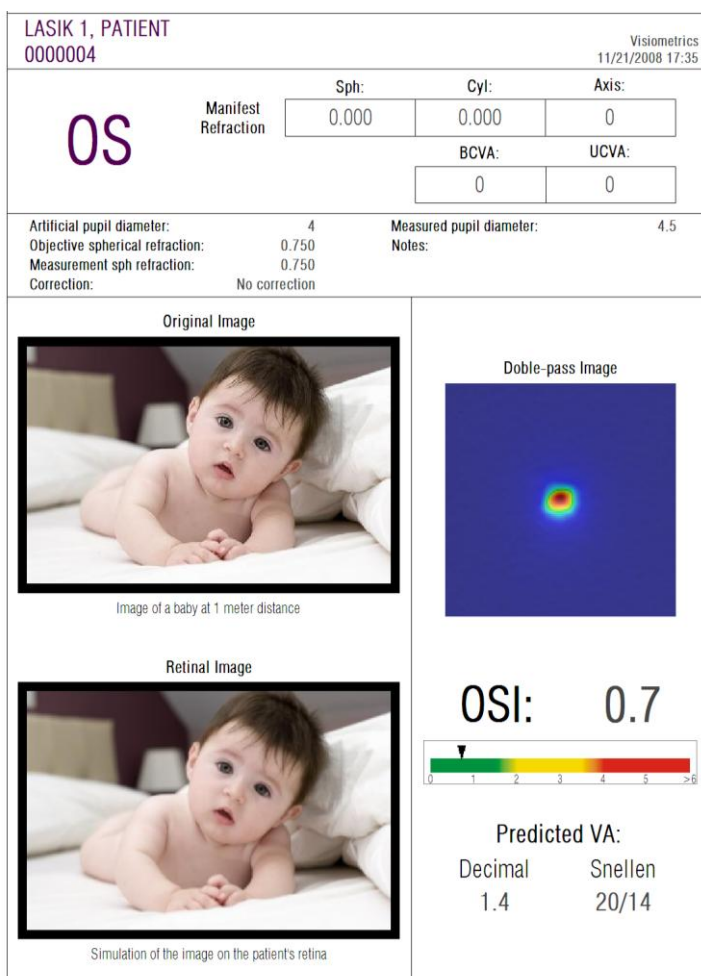 LASIK 1, PATIENT
0000004
Visiometrics
11/21/2008 17:35
OS
Manifest
Refraction
Sph: Cyl: Axis:
0.000 0.000 0
BCVA: UCVA:
0 0
Artificial pupil diameter: 4
Objective spherical refraction: 0.750
Measurement sph refraction: 0.750
Correction: No correction
Measured pupil diameter: 4.5
Notes:
Original Image
Image of a baby at 1 meter distance
Retinal Image
Simulation of the image on the patient's retina
Doble-pass Image
OSI: 0.7
0 1 2 3 4 5 >6
Predicted VA:
Decimal Snellen
1.4 20/14